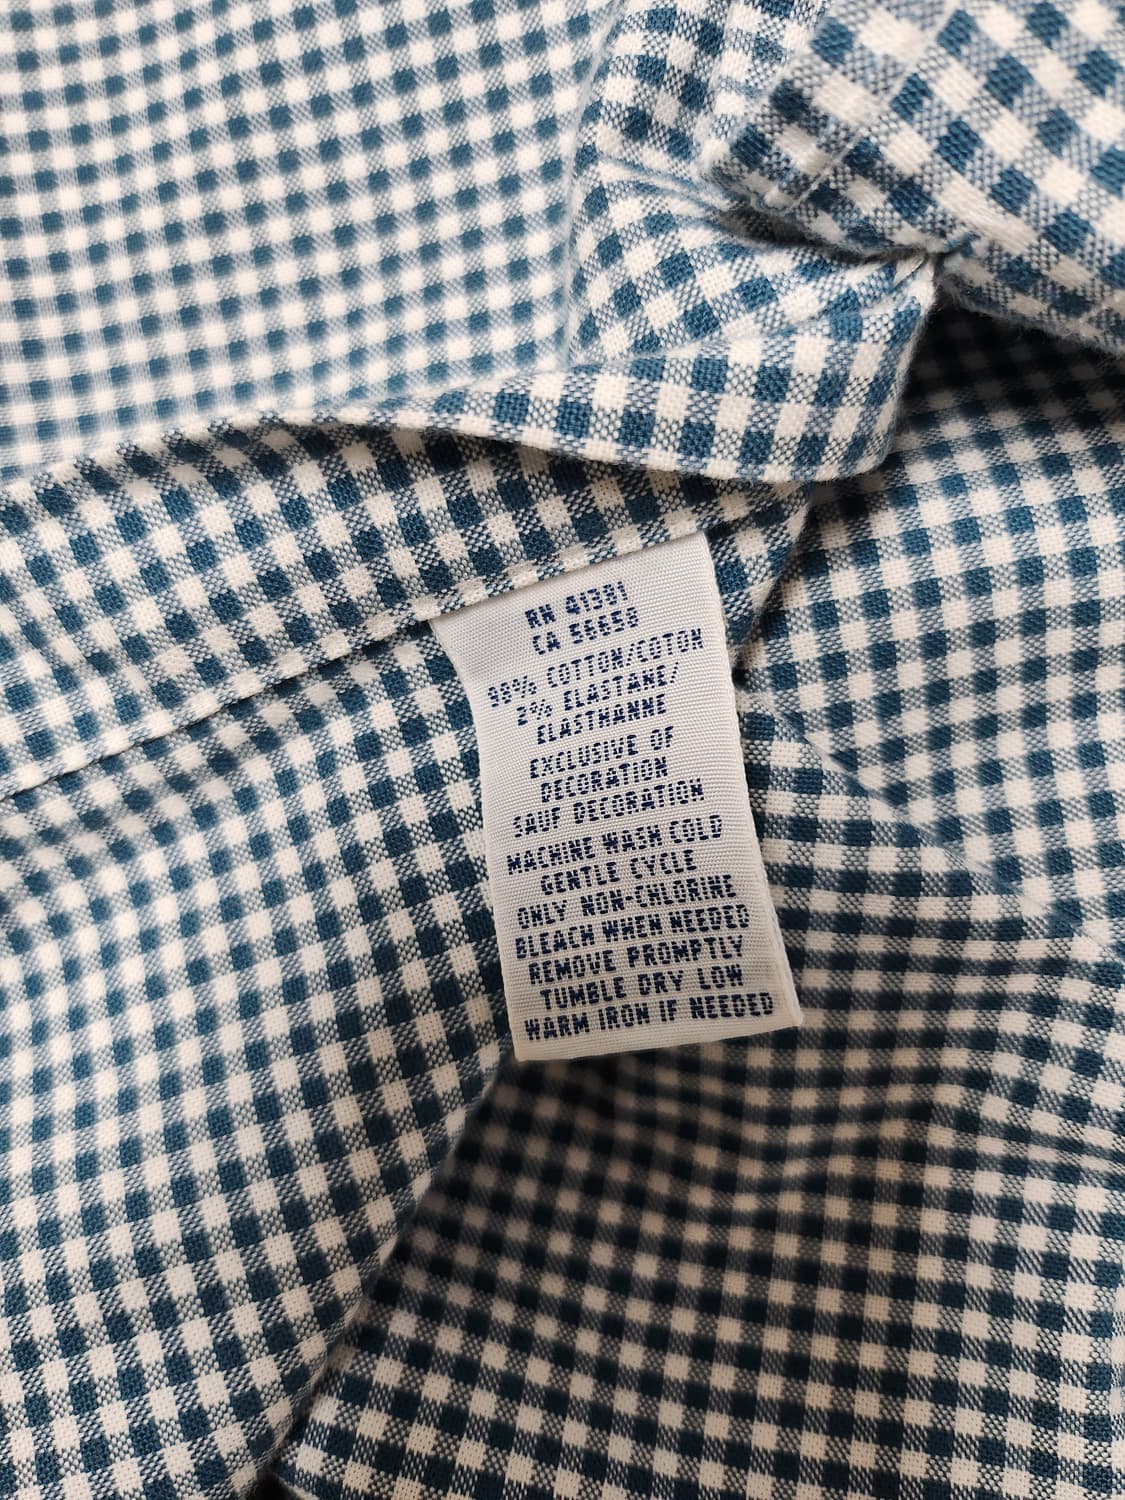 RN 41381
CA 56658
98% COTTON/COTON
2% ELASTANE/
ELASTHANNE
EXCLUSIVE OF
DECORATION
SAUF DECORATION
MACHINE WASH COLD
GENTLE CYCLE
ONLY NON-CHLORINE
BLEACH WHEN NEEDED
REMOVE PROMPTLY
TUMBLE DRY LOW
WARM IRON IF NEEDED